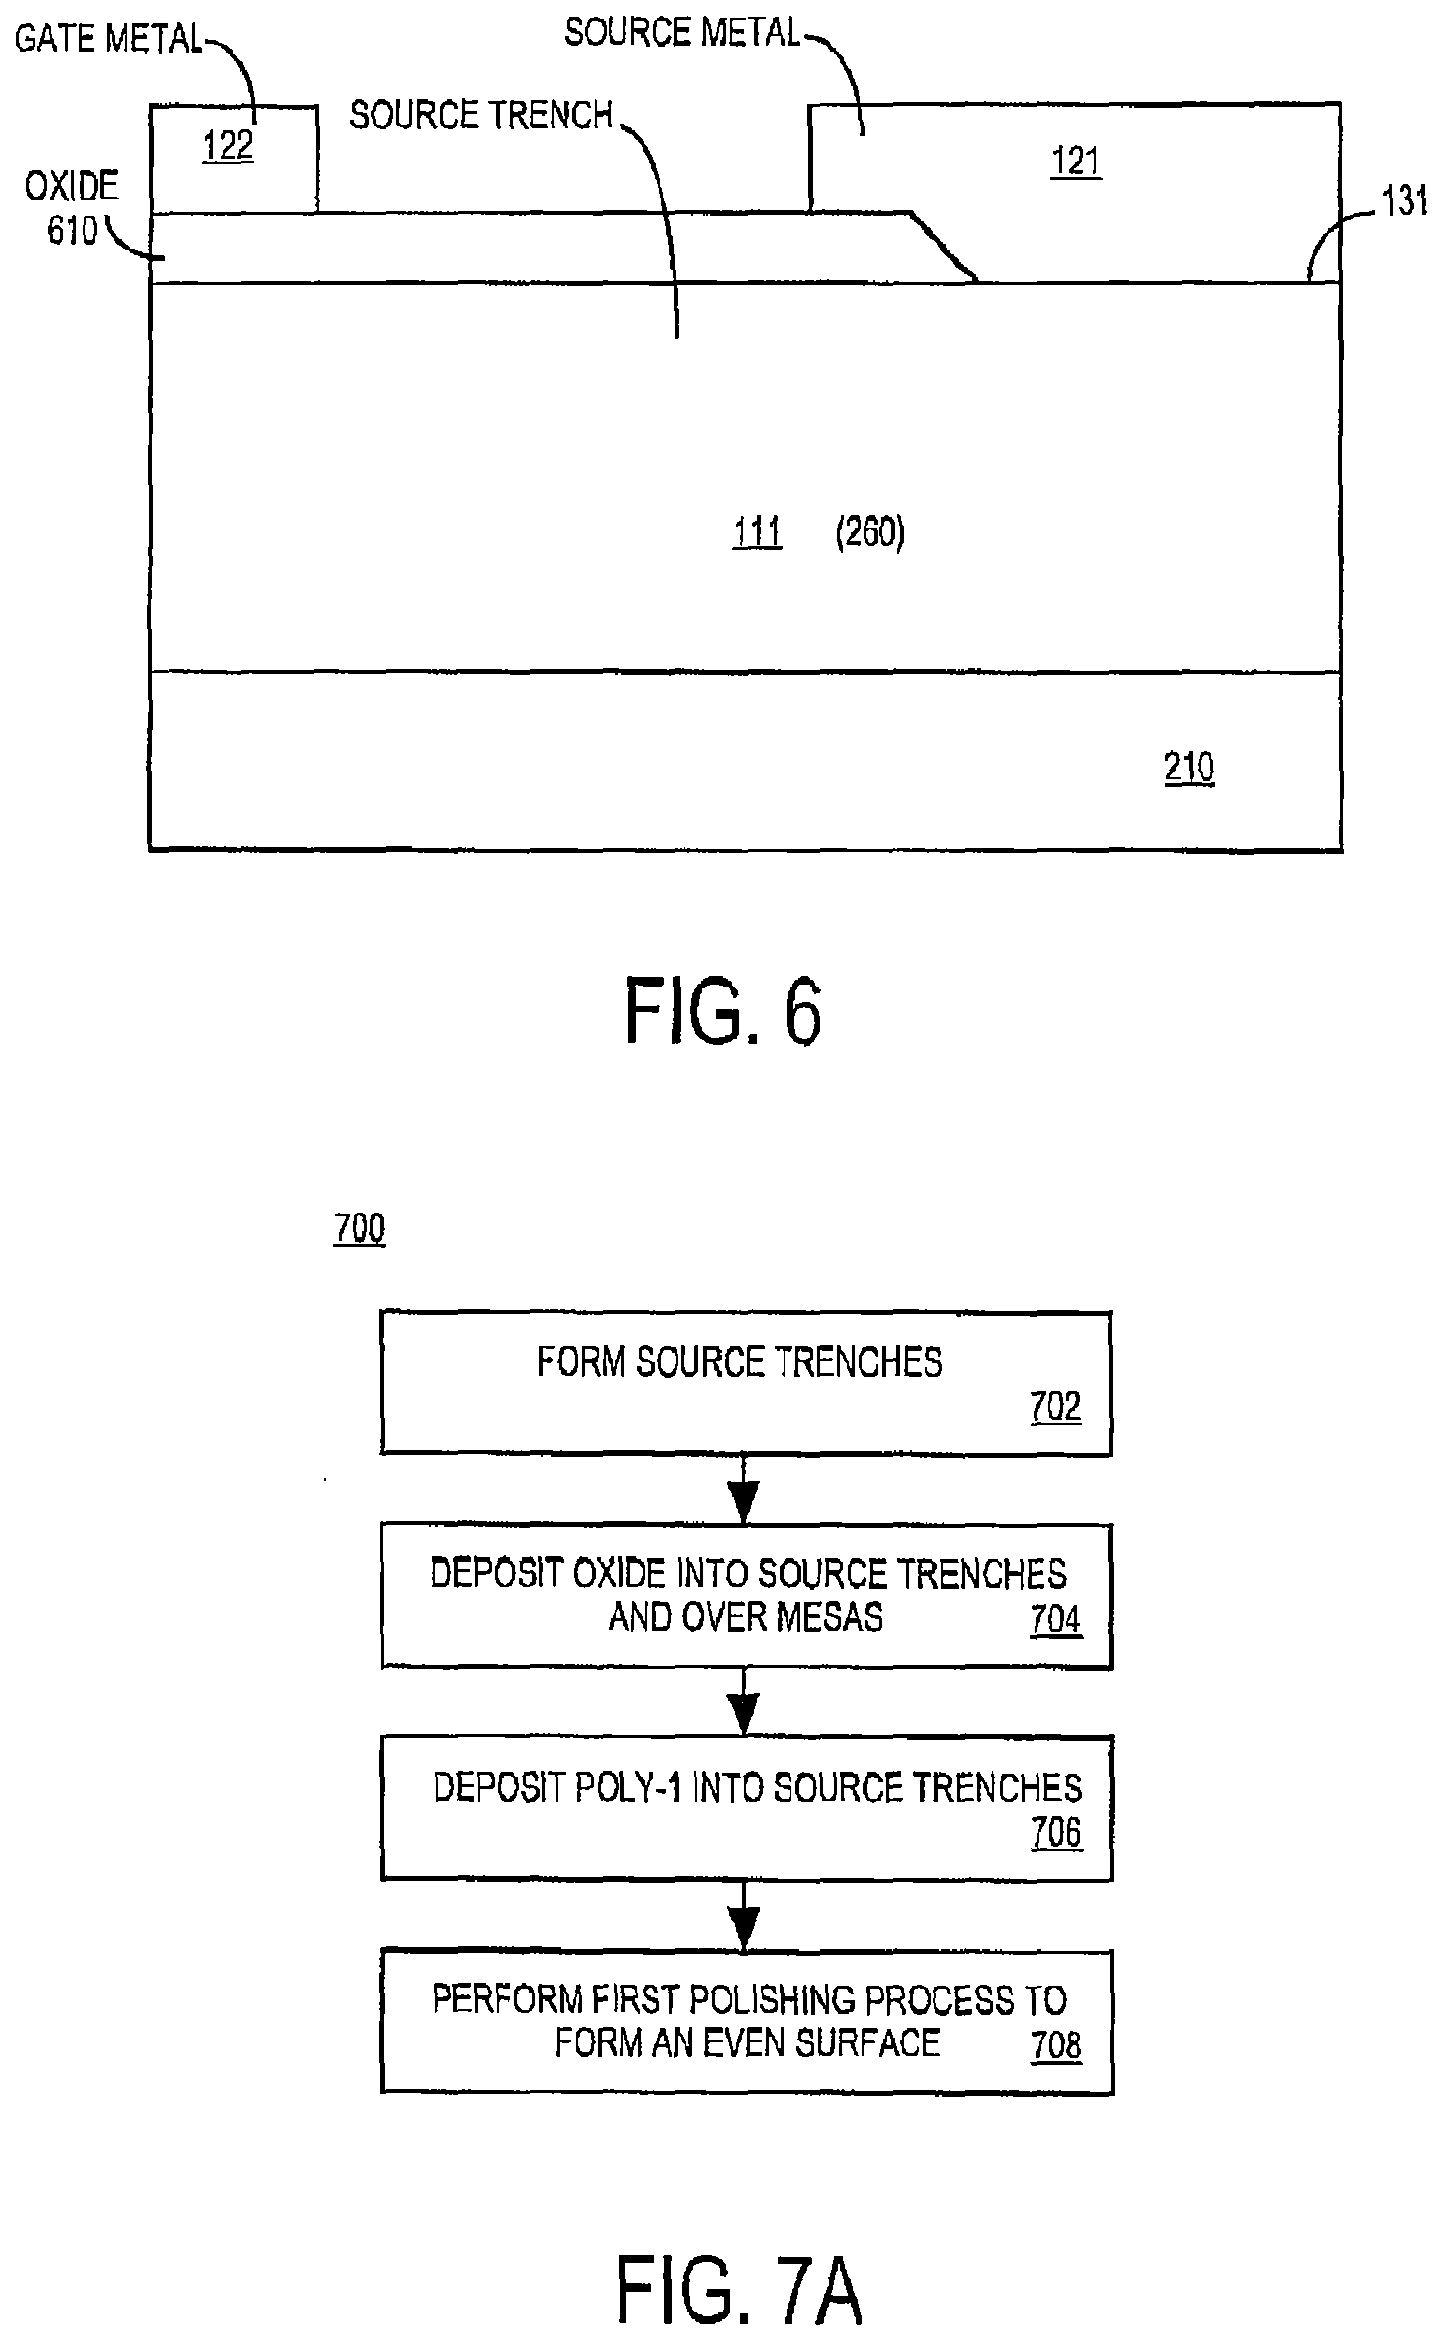 GATE METAL
SOURCE METAL
SOURCE TRENCH
122
121
OXIDE
610
131
111 (260)
210
FIG. 6
700
FORM SOURCE TRENCHES
702
DEPOSIT OXIDE INTO SOURCE TRENCHES
AND OVER MESAS 704
DEPOSIT POLY-1 INTO SOURCE TRENCHES
706
PERFORM FIRST POLISHING PROCESS TO
FORM AN EVEN SURFACE 708
FIG. 7A